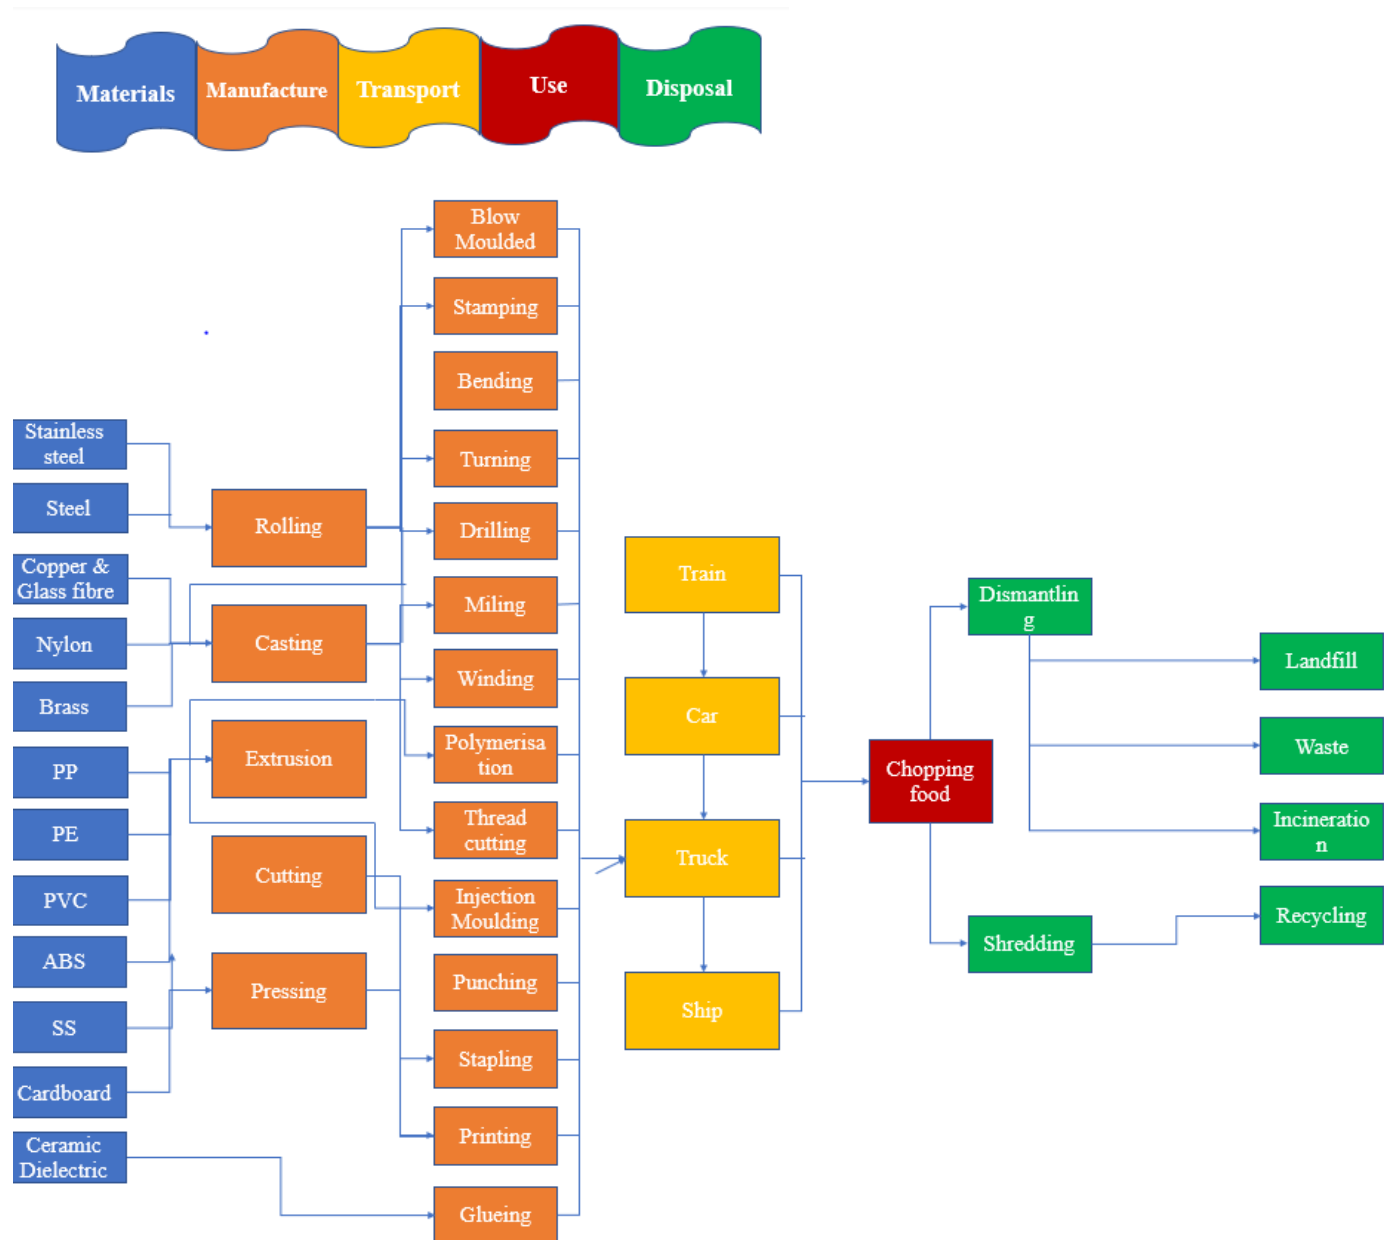 Materials
Manufacture
Transport
Use
Disposal
Blow
Moulded
Stamping
Bending
Turning
Drilling
Miling
Winding
Polymerisa
tion
Thread
cutting
Injection
Moulding
Punching
Stapling
Printing
Glueing
Stainless
steel
Steel
Copper &
Glass fibre
Nylon
Brass
PP
PE
PVC
ABS
SS
Cardboard
Ceramic
Dielectric
Rolling
Casting
Extrusion
Cutting
Pressing
Train
Car
Truck
Ship
Chopping
food
Dismantlin
g
Shredding
Landfill
Waste
Incineratio
n
Recycling